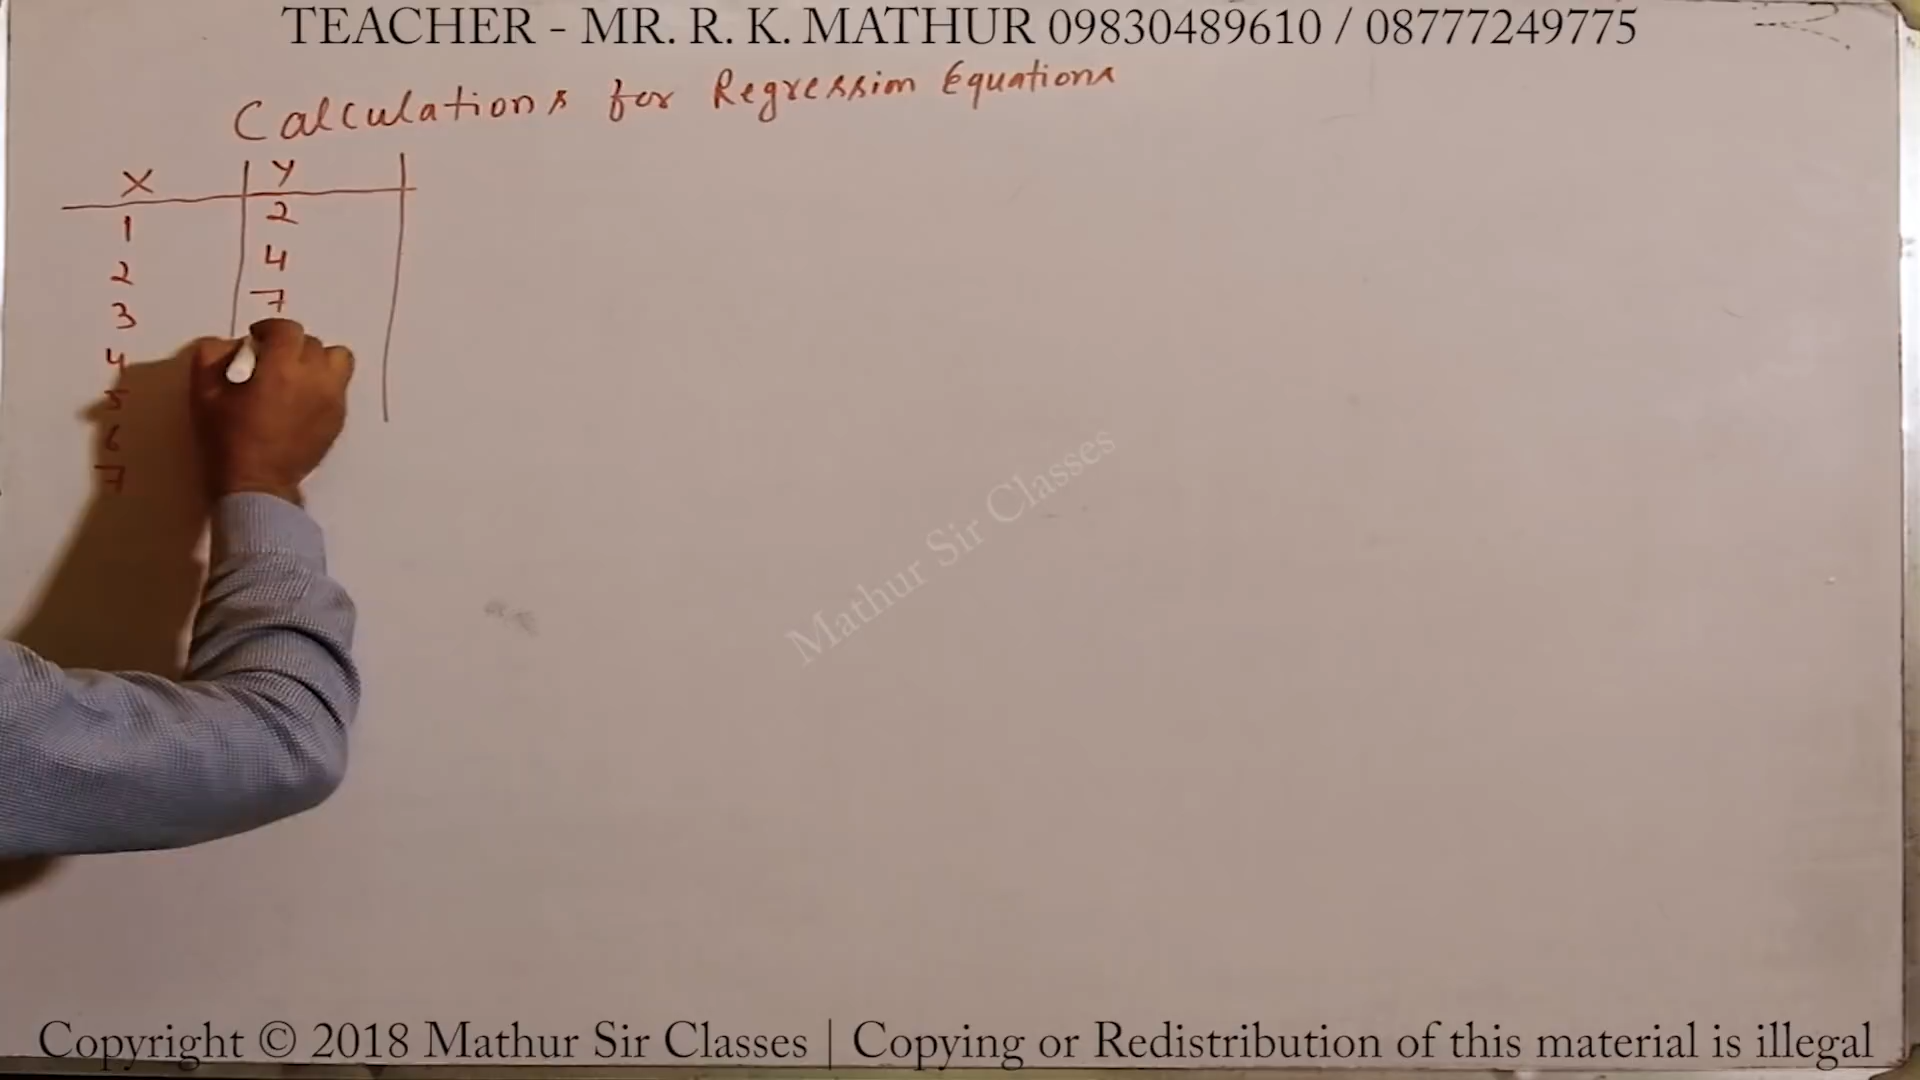 TEACHER - MR. R. K. MATHUR 09830489610 / 08777249775
Calculations for Regression Equations
X Y
1 2
2 4
3 7
4
5
6
7
Mathur Sir Classes
Copyright © 2018 Mathur Sir Classes | Copying or Redistribution of this material is illegal